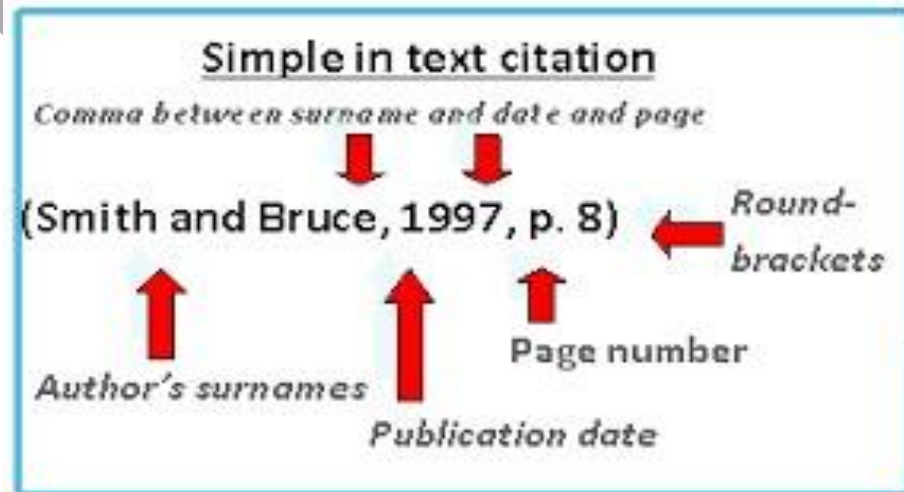 Simple in text citation
Comma between surname and date and page
(Smith and Bruce, 1997, p. 8)
Round-
brackets
Page number
Author's surnames
Publication date